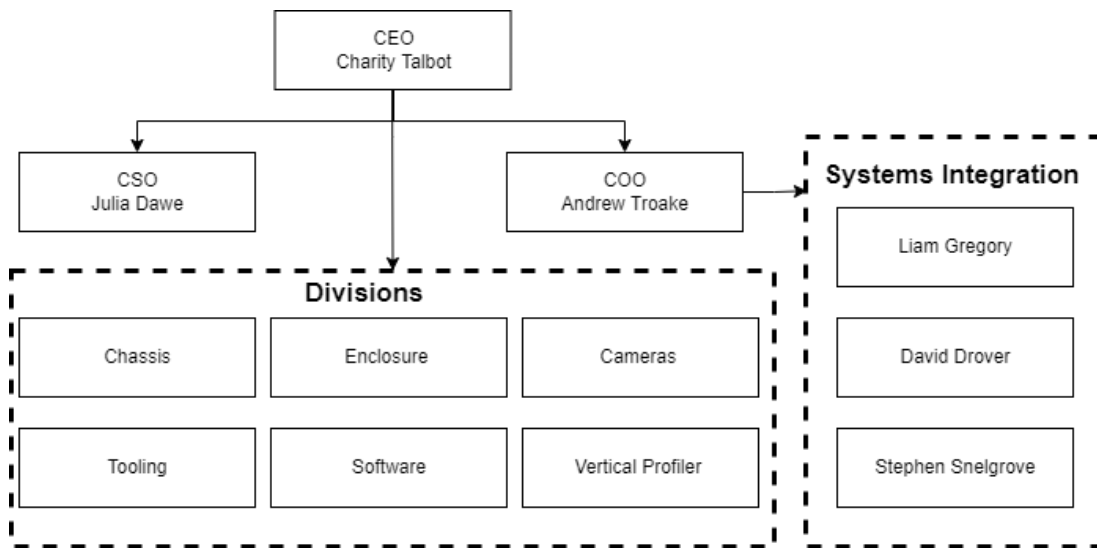 CEO
Charity Talbot
CSO
Julia Dawe
COO
Andrew Troake
Systems Integration
Liam Gregory
David Drover
Stephen Snelgrove
Divisions
Chassis
Enclosure
Cameras
Tooling
Software
Vertical Profiler